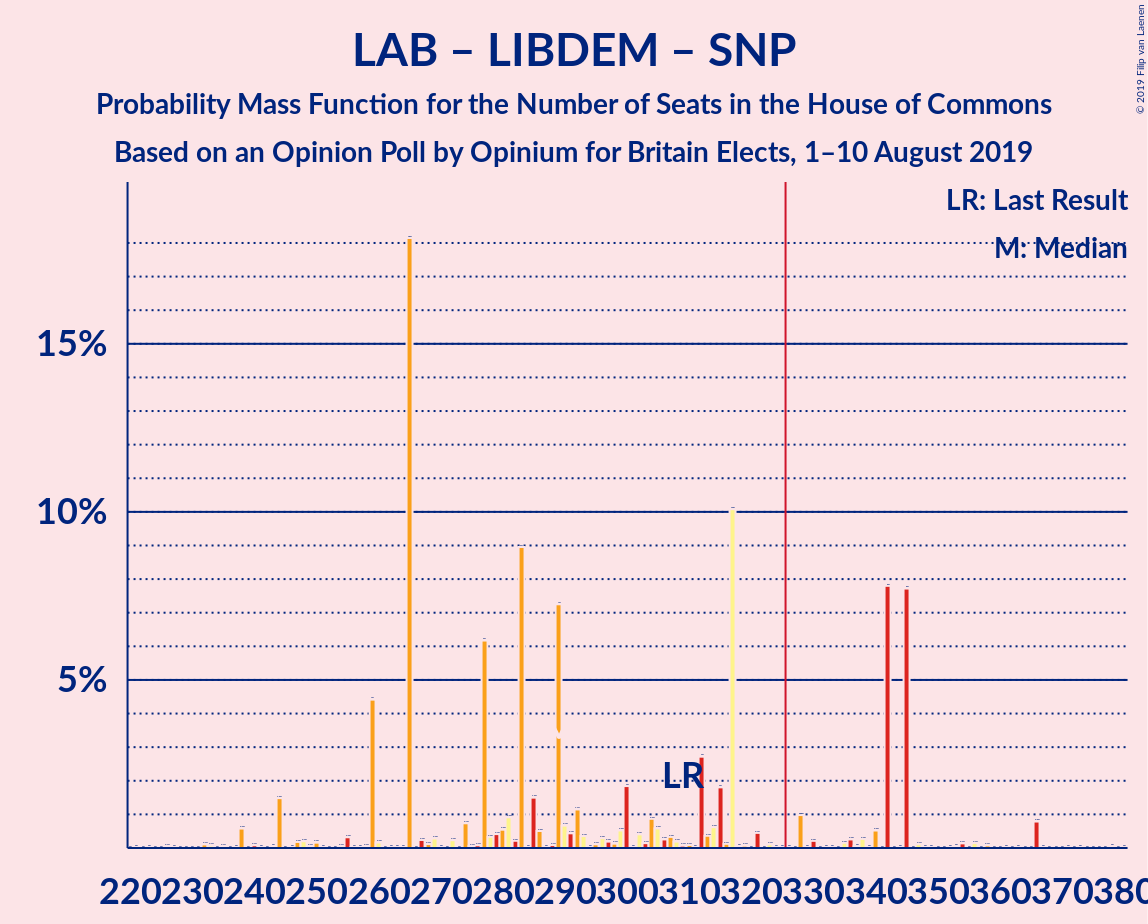 LAB – LIBDEM – SNP
Probability Mass Function for the Number of Seats in the House of Commons
Based on an Opinion Poll by Opinium for Britain Elects, 1–10 August 2019
© 2019 Filip van Laenen
LR: Last Result
M: Median
15%
10%
5%
LR
220 230 240 250 260 270 280 290 300 310 320 330 340 350 360 370 380